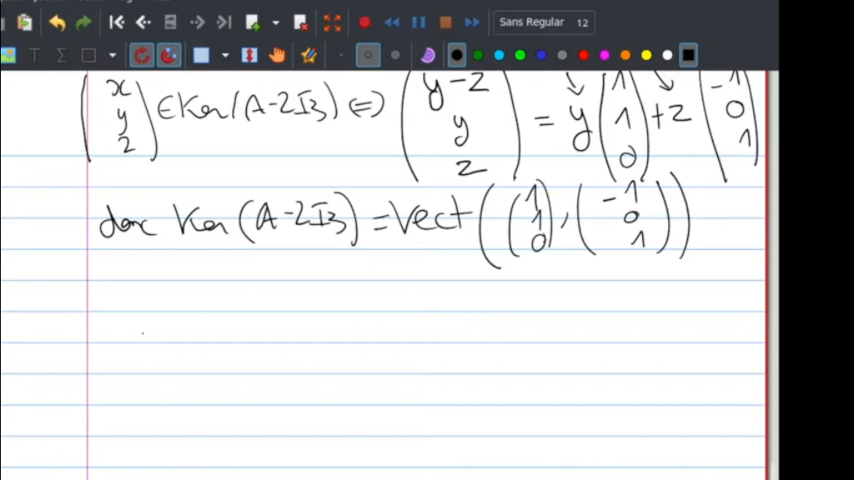 Sans Regular 12
(x y z) ∈ Ker(A-2I3) ⇔ (y-z y z) = y(1 1 0) + z(-1 0 1)
donc Ker(A-2I3) = Vect((1 1 0), (-1 0 1))